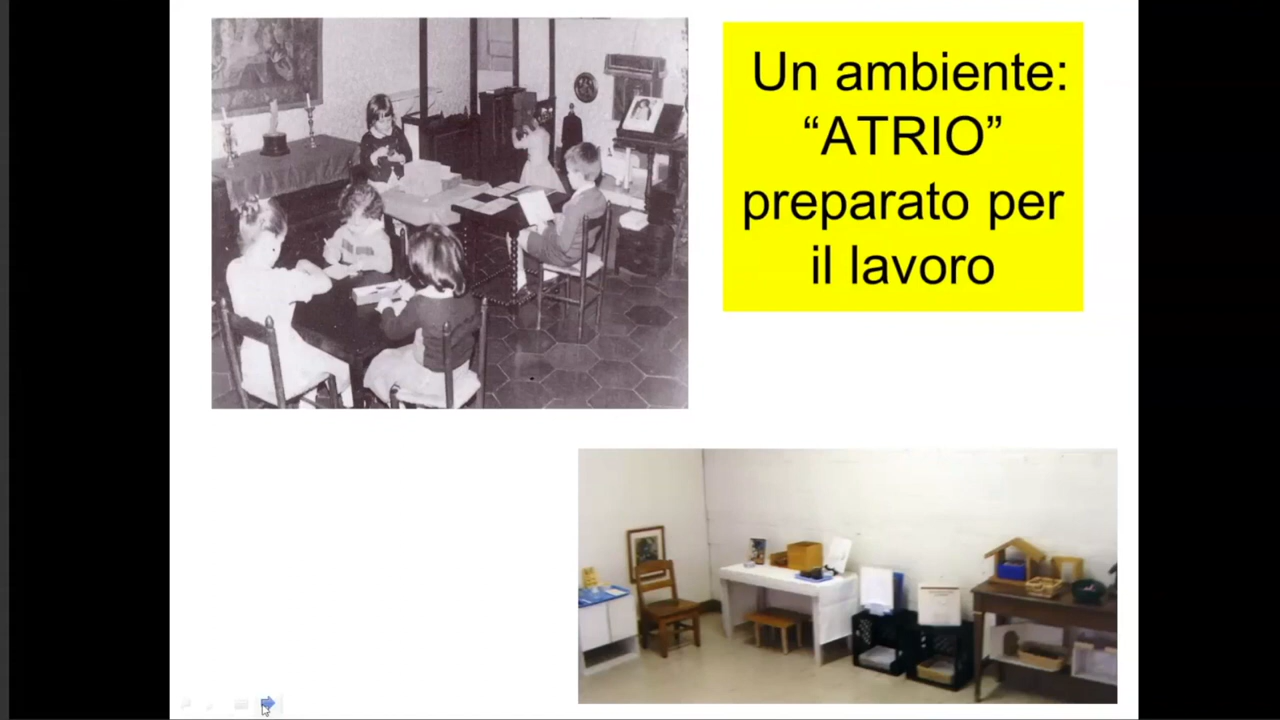 Un ambiente:
“ATRIO”
preparato per
il lavoro